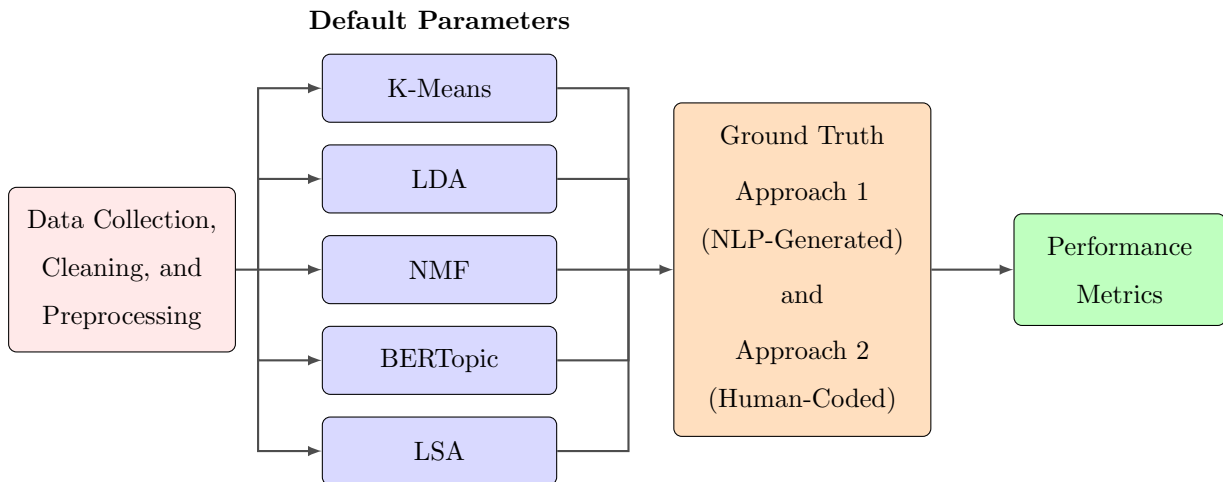 Default Parameters
Data Collection,
Cleaning, and
Preprocessing
K-Means
LDA
NMF
BERTopic
LSA
Ground Truth
Approach 1
(NLP-Generated)
and
Approach 2
(Human-Coded)
Performance
Metrics